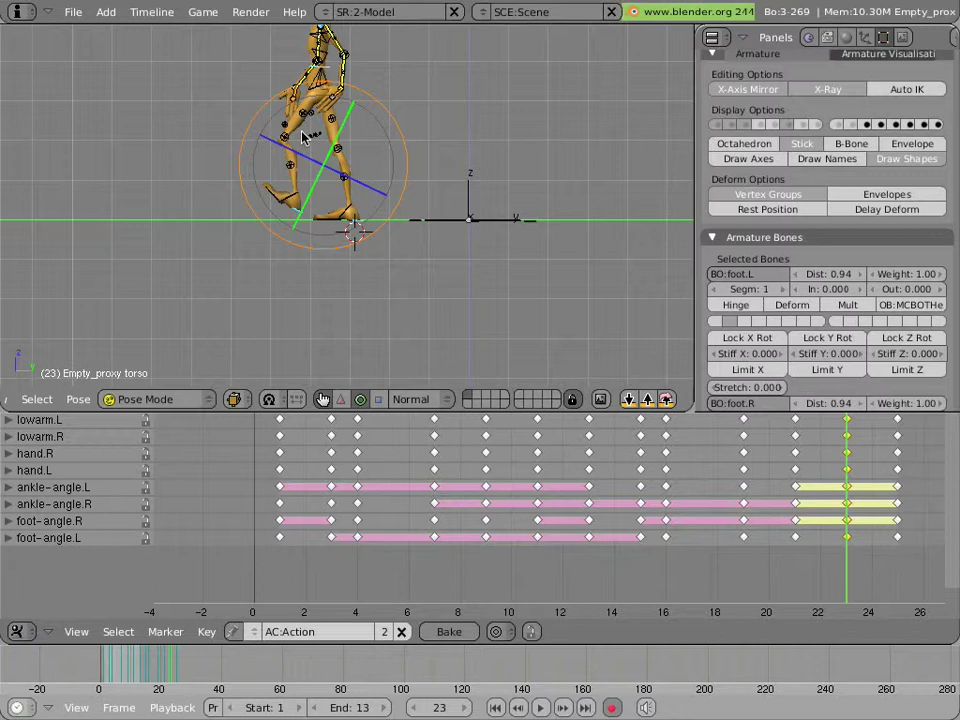 File Add Timeline Game Render Help SR:2-Model SCE:Scene www.blender.org 244 Bo:3-269 | Mem:10.30M Empty_prox
Panels
Armature Armature Visualisati
Editing Options
X-Axis Mirror X-Ray Auto IK
Display Options
Octahedron Stick B-Bone Envelope
Draw Axes Draw Names Draw Shapes
Deform Options
Vertex Groups Envelopes
Rest Position Delay Deform
Armature Bones
Selected Bones
BO:foot.L Dist: 0.94 Weight: 1.00
Segm: 1 In: 0.000 Out: 0.000
Hinge Deform Mult OB:MCBOTHe
Lock X Rot Lock Y Rot Lock Z Rot
Stiff X: 0.000 Stiff Y: 0.000 Stiff Z: 0.000
Limit X Limit Y Limit Z
Stretch: 0.000
BO:foot.R Dist: 0.94 Weight: 1.00
z
y
z
y
(23) Empty_proxy torso
Select Pose Pose Mode Normal
lowarm.L
lowarm.R
hand.R
hand.L
ankle-angle.L
ankle-angle.R
foot-angle.R
foot-angle.L
-4 -2 0 2 4 6 8 10 12 14 16 18 20 22 24 26
View Select Marker Key AC:Action 2 Bake
-20 0 20 40 60 80 100 120 140 160 180 200 220 240 260 280
View Frame Playback Pr Start: 1 End: 13 23